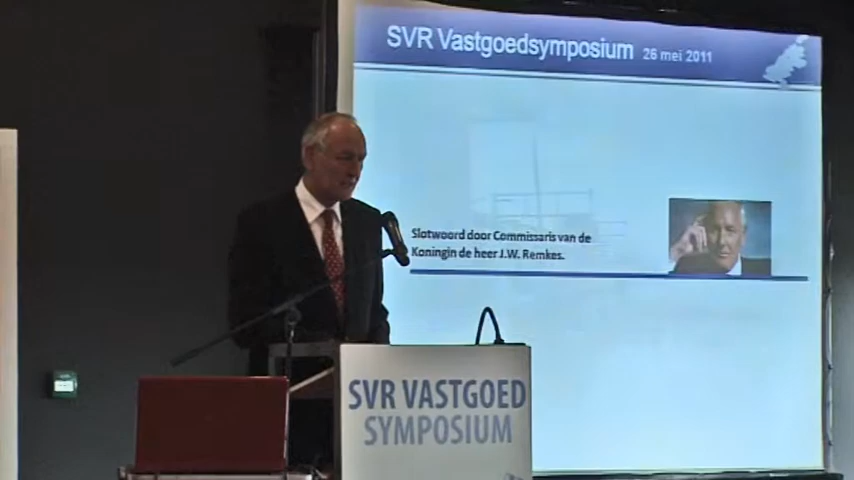 SVR Vastgoedsymposium 26 mei 2011
Slotwoord door Commissaris van de
Koningin de heer J.W. Remkes.
SVR VASTGOED
SYMPOSIUM